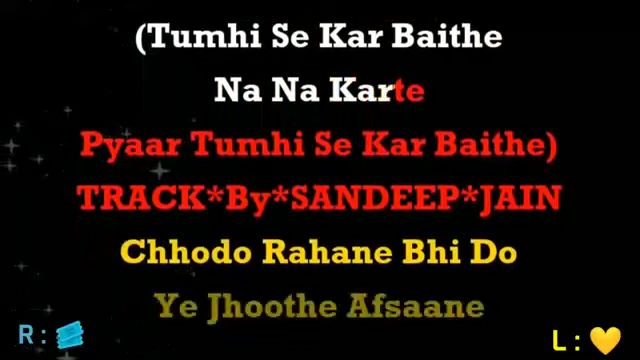 (Tumhi Se Kar Baithe
Na Na Karte
Pyaar Tumhi Se Kar Baithe)
TRACK*By*SANDEEP*JAIN
Chhodo Rahane Bhi Do
Ye Jhoothe Afsaane
R: 🎟
L: 💛